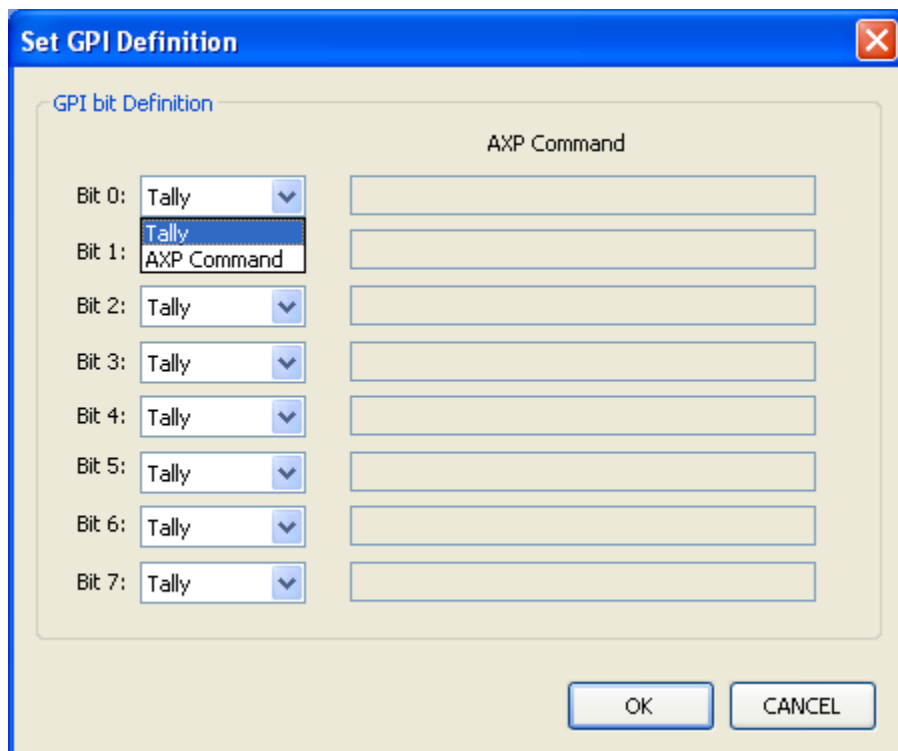 Set GPI Definition
GPI bit Definition
AXP Command
Bit 0: Tally
Tally
Bit 1: AXP Command
Bit 2: Tally
Bit 3: Tally
Bit 4: Tally
Bit 5: Tally
Bit 6: Tally
Bit 7: Tally
OK CANCEL